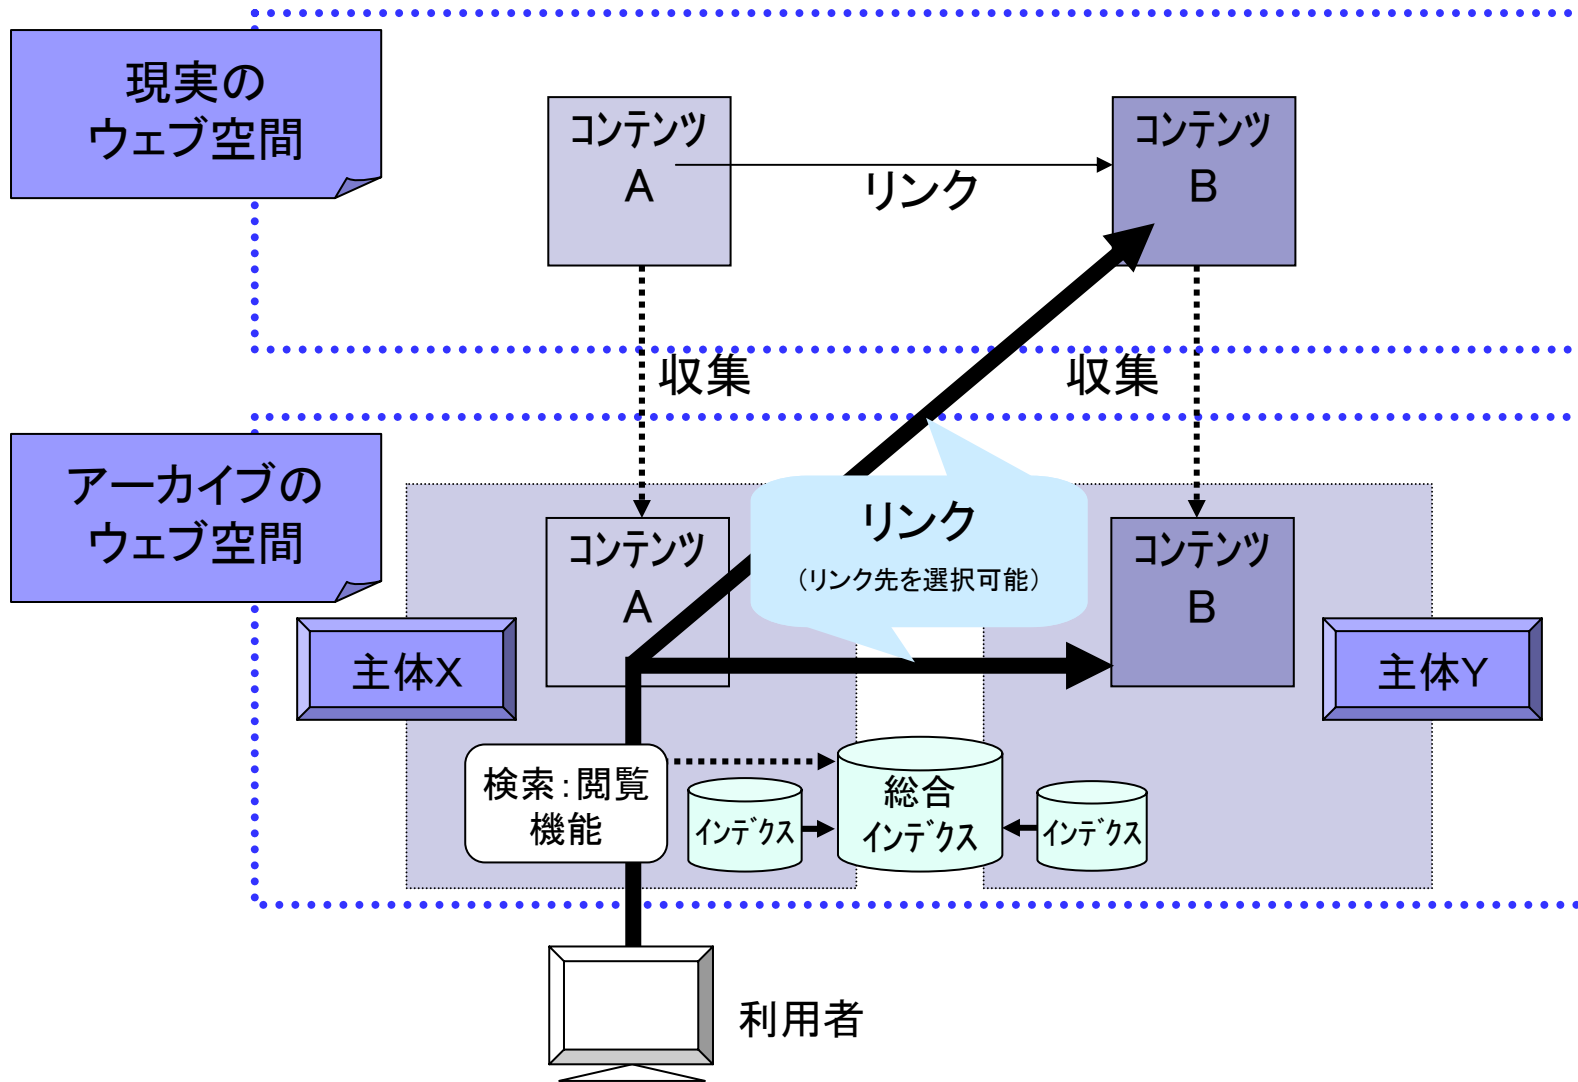 現実の
ウェブ空間
コンテンツ
A
リンク
コンテンツ
B
収集
収集
アーカイブの
ウェブ空間
コンテンツ
A
リンク
（リンク先を選択可能）
コンテンツ
B
主体X
主体Y
検索：閲覧
機能
インデクス
総合
インデクス
インデクス
利用者